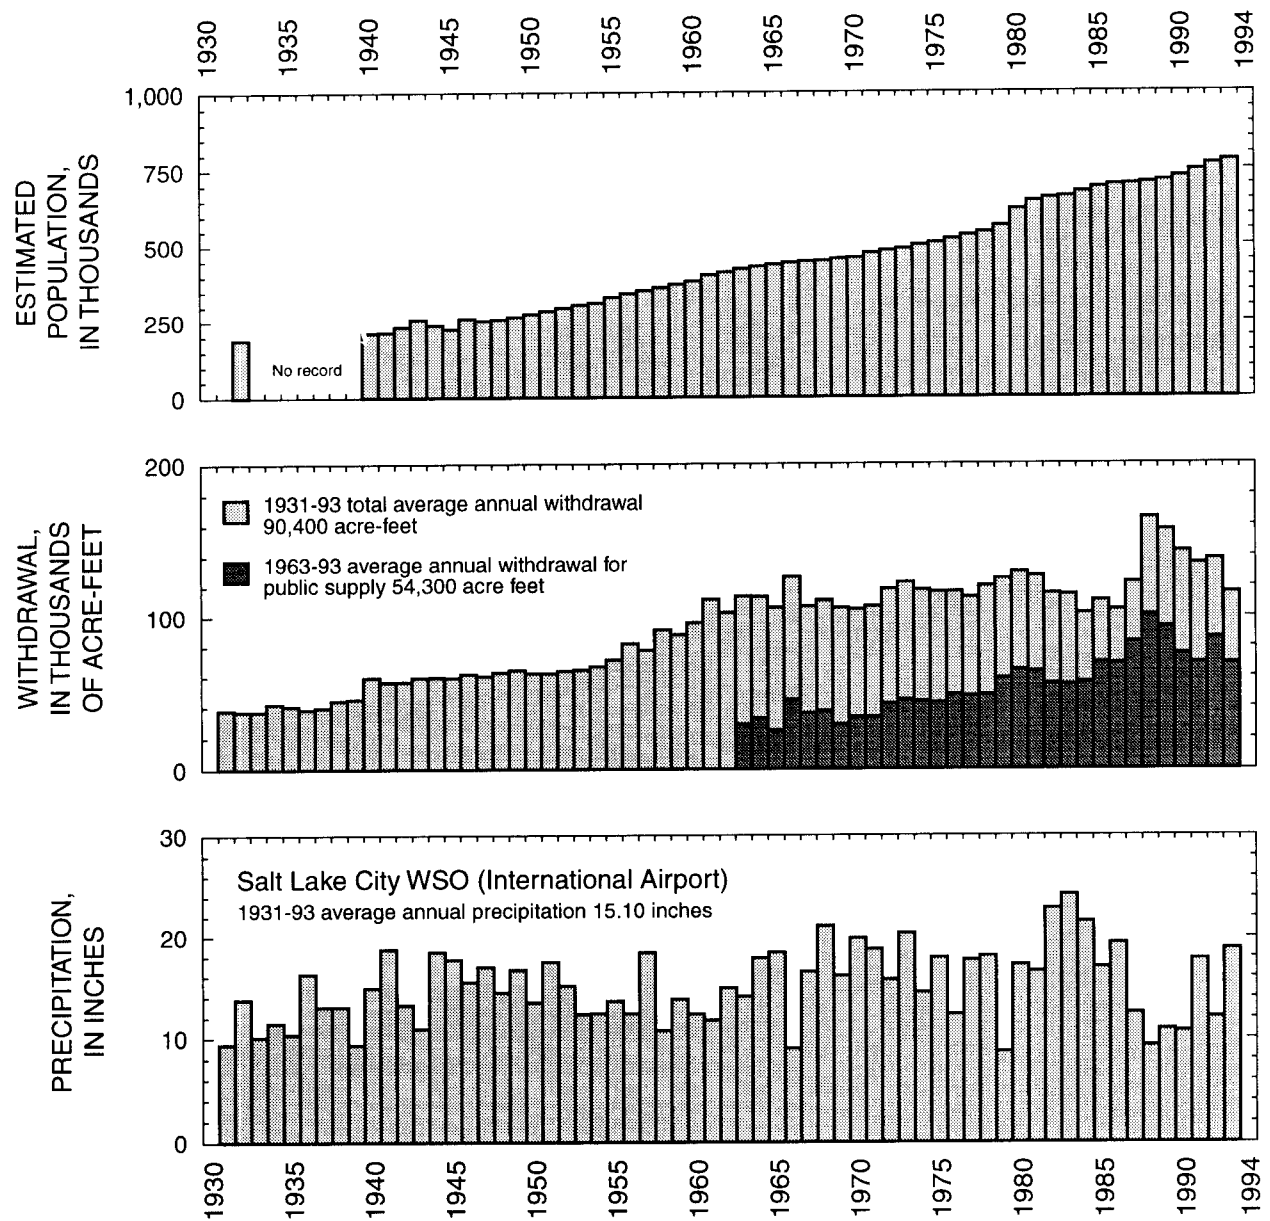 1930 1935 1940 1945 1950 1955 1960 1965 1970 1975 1980 1985 1990 1994
ESTIMATED
POPULATION,
IN THOUSANDS
1,000
750
500
250
0
No record
WITHDRAWAL,
IN THOUSANDS
OF ACRE-FEET
200
100
0
1931-93 total average annual withdrawal
90,400 acre-feet
1963-93 average annual withdrawal for
public supply 54,300 acre feet
PRECIPITATION,
IN INCHES
30
20
10
0
Salt Lake City WSO (International Airport)
1931-93 average annual precipitation 15.10 inches
1930 1935 1940 1945 1950 1955 1960 1965 1970 1975 1980 1985 1990 1994